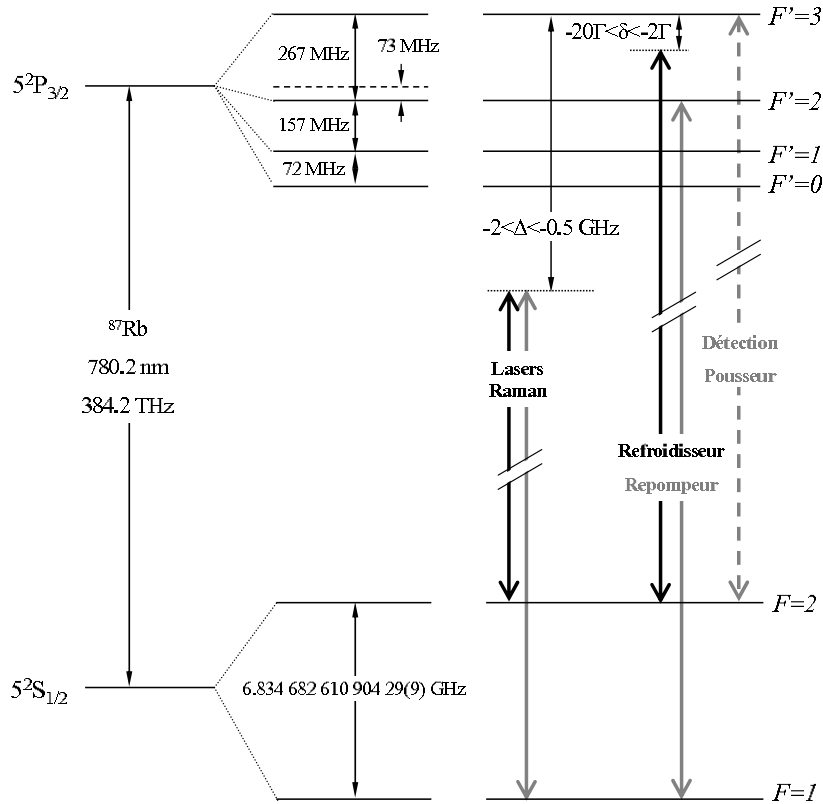 F'=3
-20Γ<δ<-2Γ
73 MHz
267 MHz
5²P₃/₂
F'=2
157 MHz
F'=1
72 MHz
F'=0
-2<Δ<-0.5 GHz
⁸⁷Rb
780.2 nm
384.2 THz
Lasers
Raman
Détection
Pousseur
Refroidisseur
Repompeur
F=2
5²S₁/₂
6.834 682 610 904 29(9) GHz
F=1